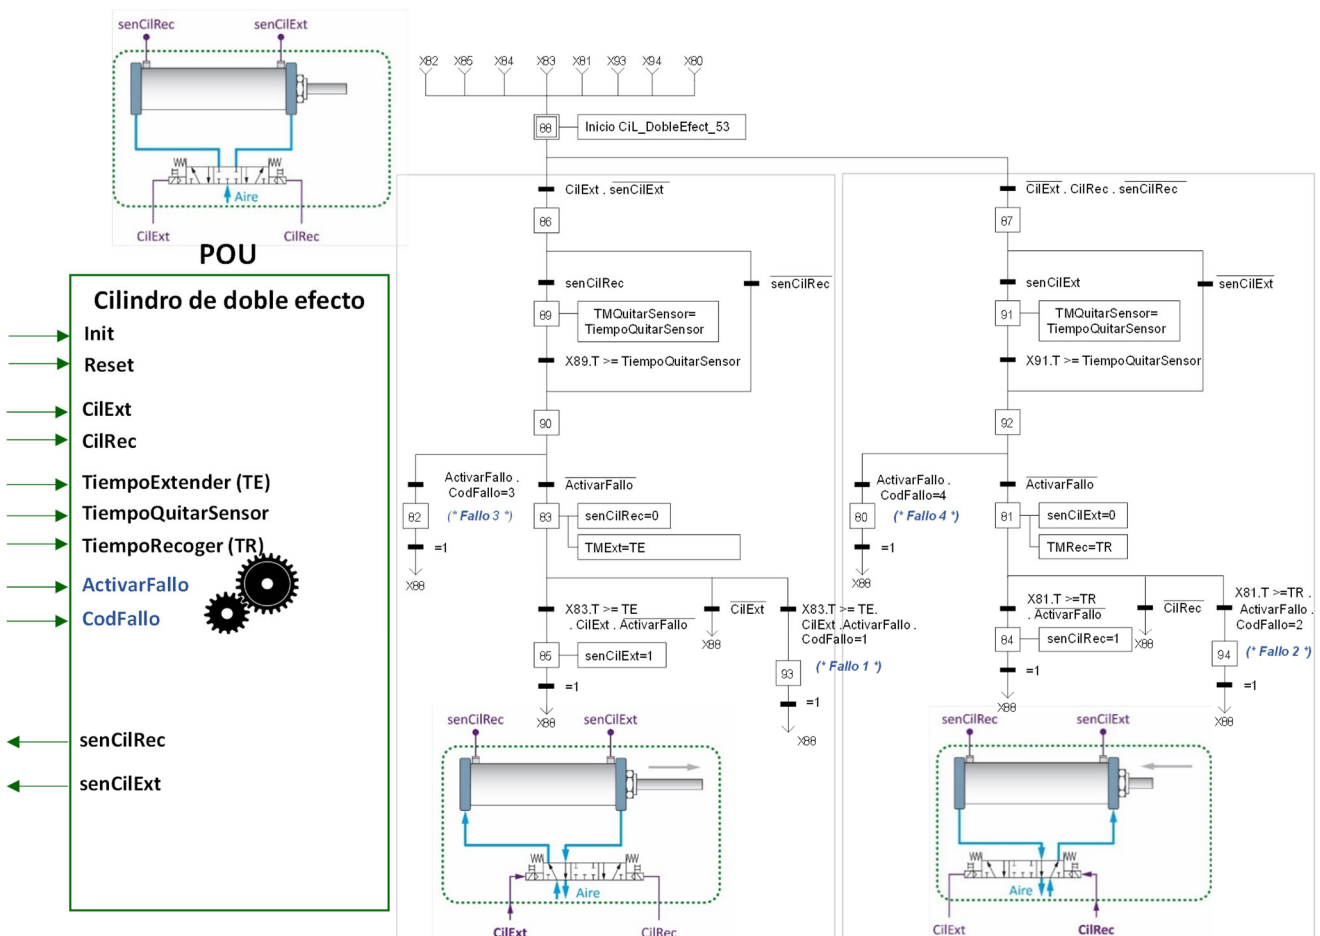 senCilRec
senCilExt
Aire
CilExt
CilRec
POU
Cilindro de doble efecto
Init
Reset
CilExt
CilRec
TiempoExtender (TE)
TiempoQuitarSensor
TiempoRecoger (TR)
ActivarFallo
CodFallo
senCilRec
senCilExt
X82
X85
X84
X83
X81
X93
X94
X80
88
Inicio CiL_DobleEfect_53
CilExt . senCilExt
86
senCilRec
senCilRec
89
TMQuitarSensor=
TiempoQuitarSensor
X89.T >= TiempoQuitarSensor
90
ActivarFallo .
CodFallo=3
ActivarFallo
82
(* Fallo 3 *)
83
senCilRec=0
=1
TMExt=TE
X88
X83.T >= TE
. CilExt . ActivarFallo
CilExt
X88
X83.T >= TE.
CilExt .ActivarFallo .
CodFallo=1
85
senCilExt=1
93
(* Fallo 1 *)
=1
=1
X88
X88
CilExt . CilRec . senCilRec
87
senCilExt
senCilExt
91
TMQuitarSensor=
TiempoQuitarSensor
X91.T >= TiempoQuitarSensor
92
ActivarFallo .
CodFallo=4
ActivarFallo
80
(* Fallo 4 *)
81
senCilExt=0
=1
TMRec=TR
X88
X81.T >=TR
. ActivarFallo
CilRec
X88
X81.T >=TR .
ActivarFallo .
CodFallo=2
84
senCilRec=1
94
(* Fallo 2 *)
=1
=1
X88
X88
senCilRec
senCilExt
Aire
CilExt
CilRec
senCilRec
senCilExt
Aire
CilExt
CilRec